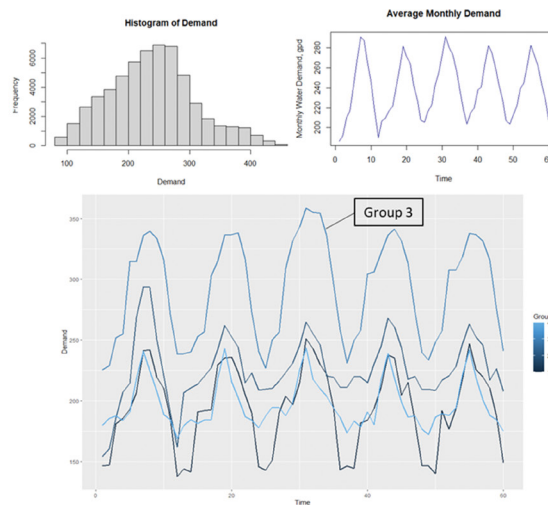 Histogram of Demand
Frequency
0 2000 4000 6000
100 200 300 400
Demand
Average Monthly Demand
Monthly Water Demand, gpd
200 220 240 260 280
0 10 20 30 40 50 60
Time
Group 3
Demand
350
300
250
200
150
0 20 40 60
Time
Grou